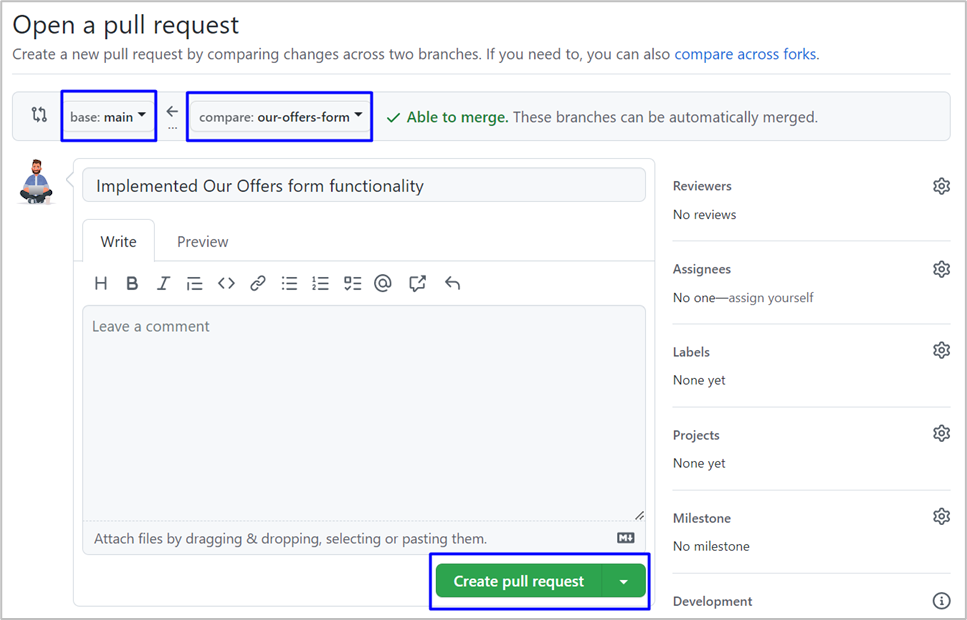 Open a pull request
Create a new pull request by comparing changes across two branches. If you need to, you can also compare across forks.
base: main
compare: our-offers-form
Able to merge. These branches can be automatically merged.
Implemented Our Offers form functionality
Write
Preview
Leave a comment
Attach files by dragging & dropping, selecting or pasting them.
Create pull request
Reviewers
No reviews
Assignees
No one—assign yourself
Labels
None yet
Projects
None yet
Milestone
No milestone
Development